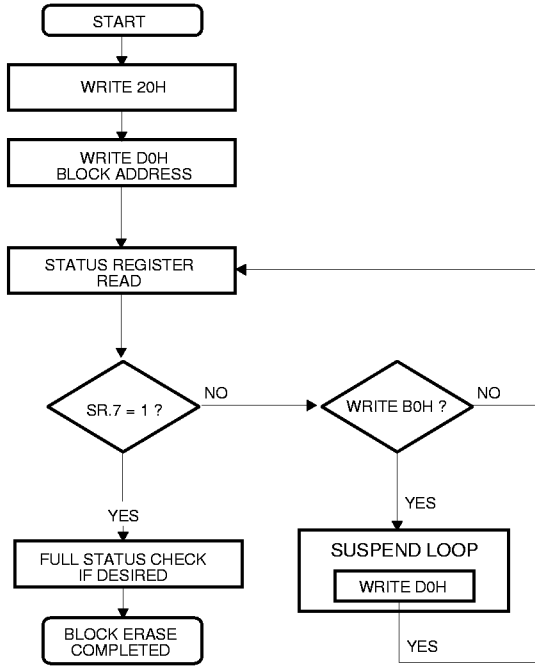 START
WRITE 20H
WRITE D0H
BLOCK ADDRESS
STATUS REGISTER
READ
SR.7 = 1 ?
NO
WRITE B0H ?
NO
YES
YES
FULL STATUS CHECK
IF DESIRED
SUSPEND LOOP
WRITE D0H
BLOCK ERASE
COMPLETED
YES